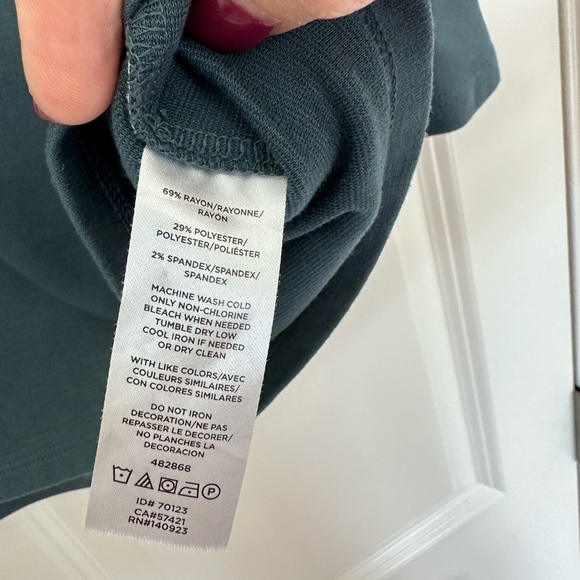 69% RAYON/RAYONNE/
RAYÓN
29% POLYESTER/
POLYESTER/POLIÉSTER
2% SPANDEX/SPANDEX/
SPANDEX
MACHINE WASH COLD
ONLY NON-CHLORINE
BLEACH WHEN NEEDED
TUMBLE DRY LOW
COOL IRON IF NEEDED
OR DRY CLEAN
WITH LIKE COLORS/AVEC
COULEURS SIMILAIRES/
CON COLORES SIMILARES
DO NOT IRON
DECORATION/NE PAS
REPASSER LE DECORER/
NO PLANCHES LA
DECORACION
482868
P
ID# 70123
CA#57421
RN#140923